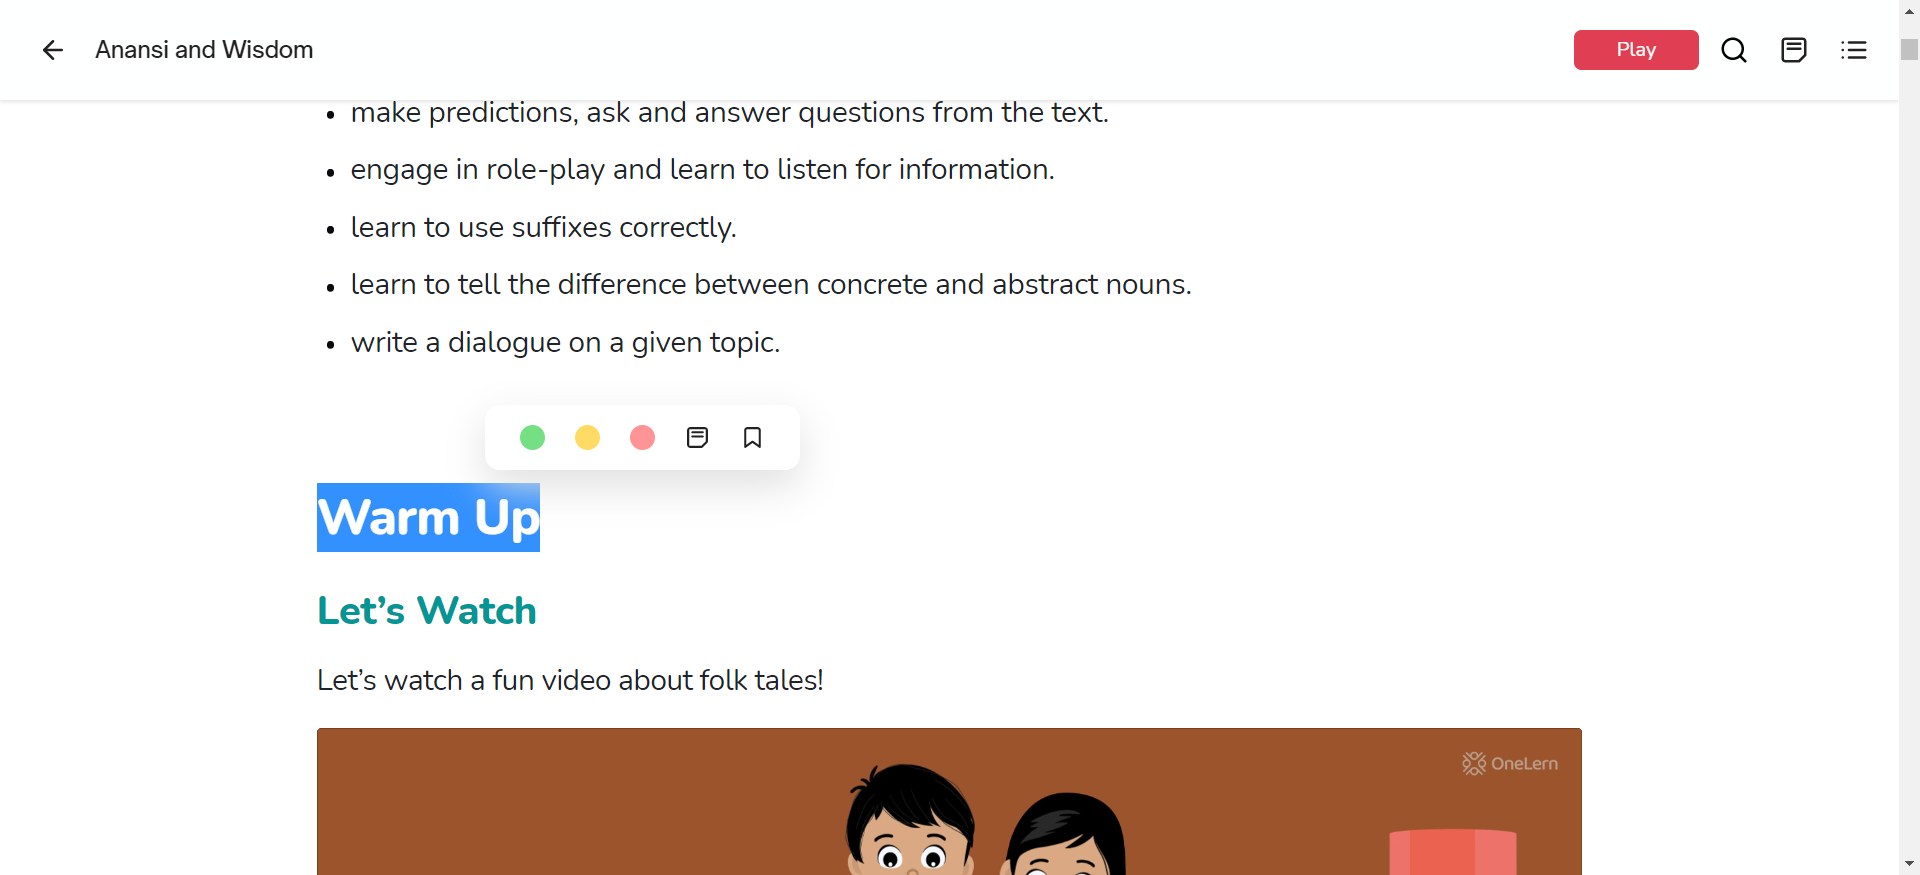 Anansi and Wisdom
Play
make predictions, ask and answer questions from the text.
engage in role-play and learn to listen for information.
learn to use suffixes correctly.
learn to tell the difference between concrete and abstract nouns.
write a dialogue on a given topic.
Warm Up
Let’s Watch
Let’s watch a fun video about folk tales!
OneLern